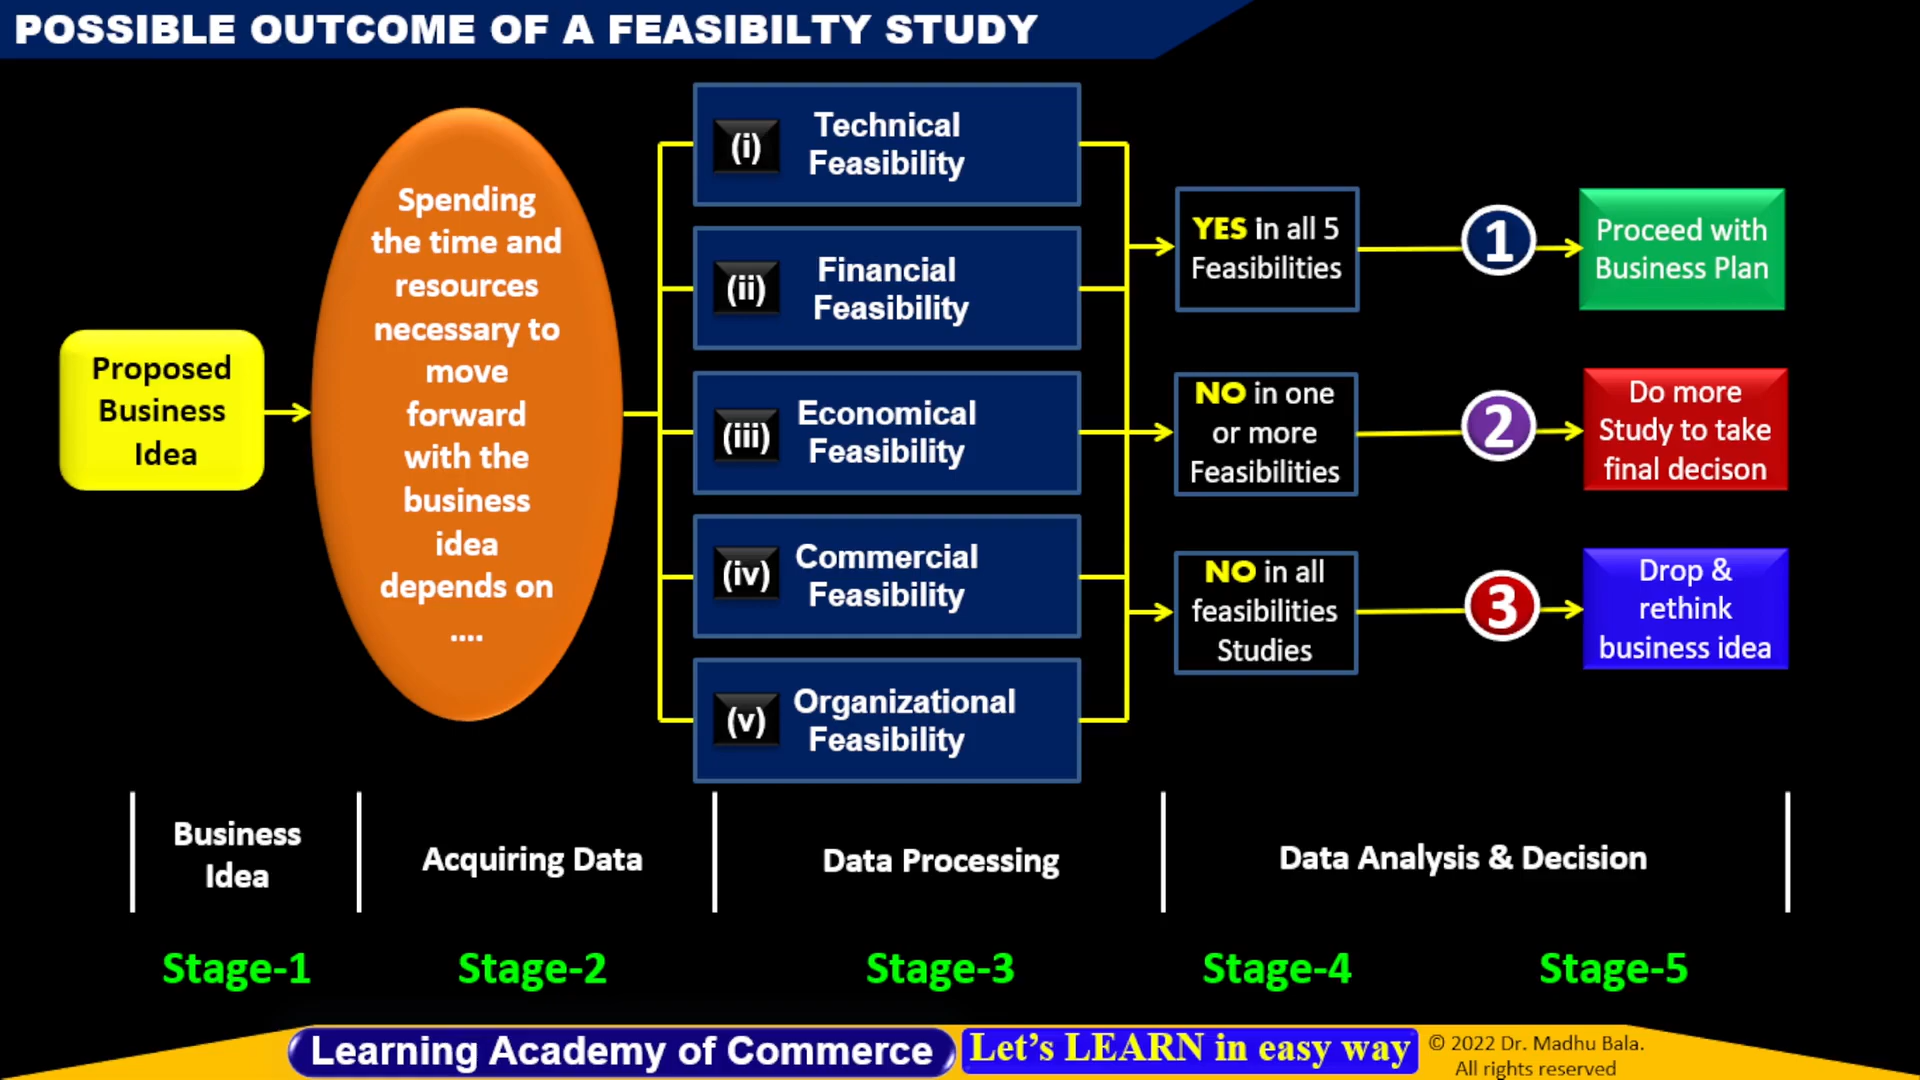 POSSIBLE OUTCOME OF A FEASIBILTY STUDY
Proposed
Business
Idea
Spending
the time and
resources
necessary to
move
forward
with the
business
idea
depends on
....
(i)
Technical
Feasibility
(ii)
Financial
Feasibility
(iii)
Economical
Feasibility
(iv)
Commercial
Feasibility
(v)
Organizational
Feasibility
YES in all 5
Feasibilities
1
Proceed with
Business Plan
NO in one
or more
Feasibilities
2
Do more
Study to take
final decison
NO in all
feasibilities
Studies
3
Drop &
rethink
business idea
Business
Idea
Acquiring Data
Data Processing
Data Analysis & Decision
Stage-1
Stage-2
Stage-3
Stage-4
Stage-5
Learning Academy of Commerce
Let's LEARN in easy way
© 2022 Dr. Madhu Bala.
All rights reserved